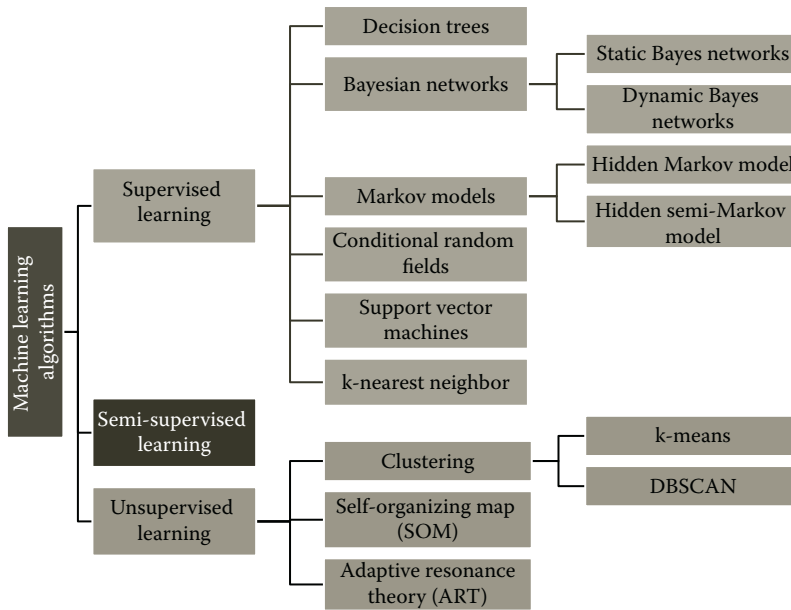 Machine learning
algorithms
Supervised
learning
Decision trees
Bayesian networks
Static Bayes networks
Dynamic Bayes
networks
Markov models
Hidden Markov model
Hidden semi-Markov
model
Conditional random
fields
Support vector
machines
k-nearest neighbor
Semi-supervised
learning
Unsupervised
learning
Clustering
k-means
DBSCAN
Self-organizing map
(SOM)
Adaptive resonance
theory (ART)